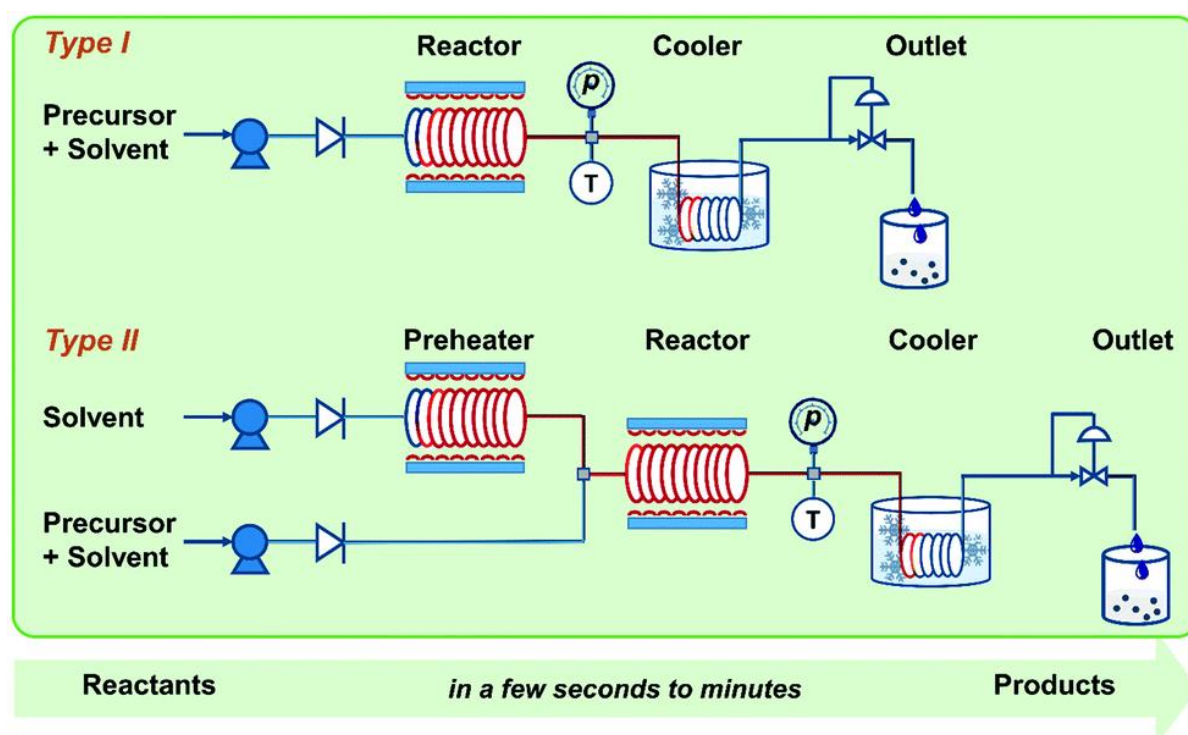 Type I
Reactor
Cooler
Outlet
Precursor
+ Solvent
p
T
Type II
Preheater
Reactor
Cooler
Outlet
Solvent
p
Precursor
+ Solvent
T
Reactants
in a few seconds to minutes
Products